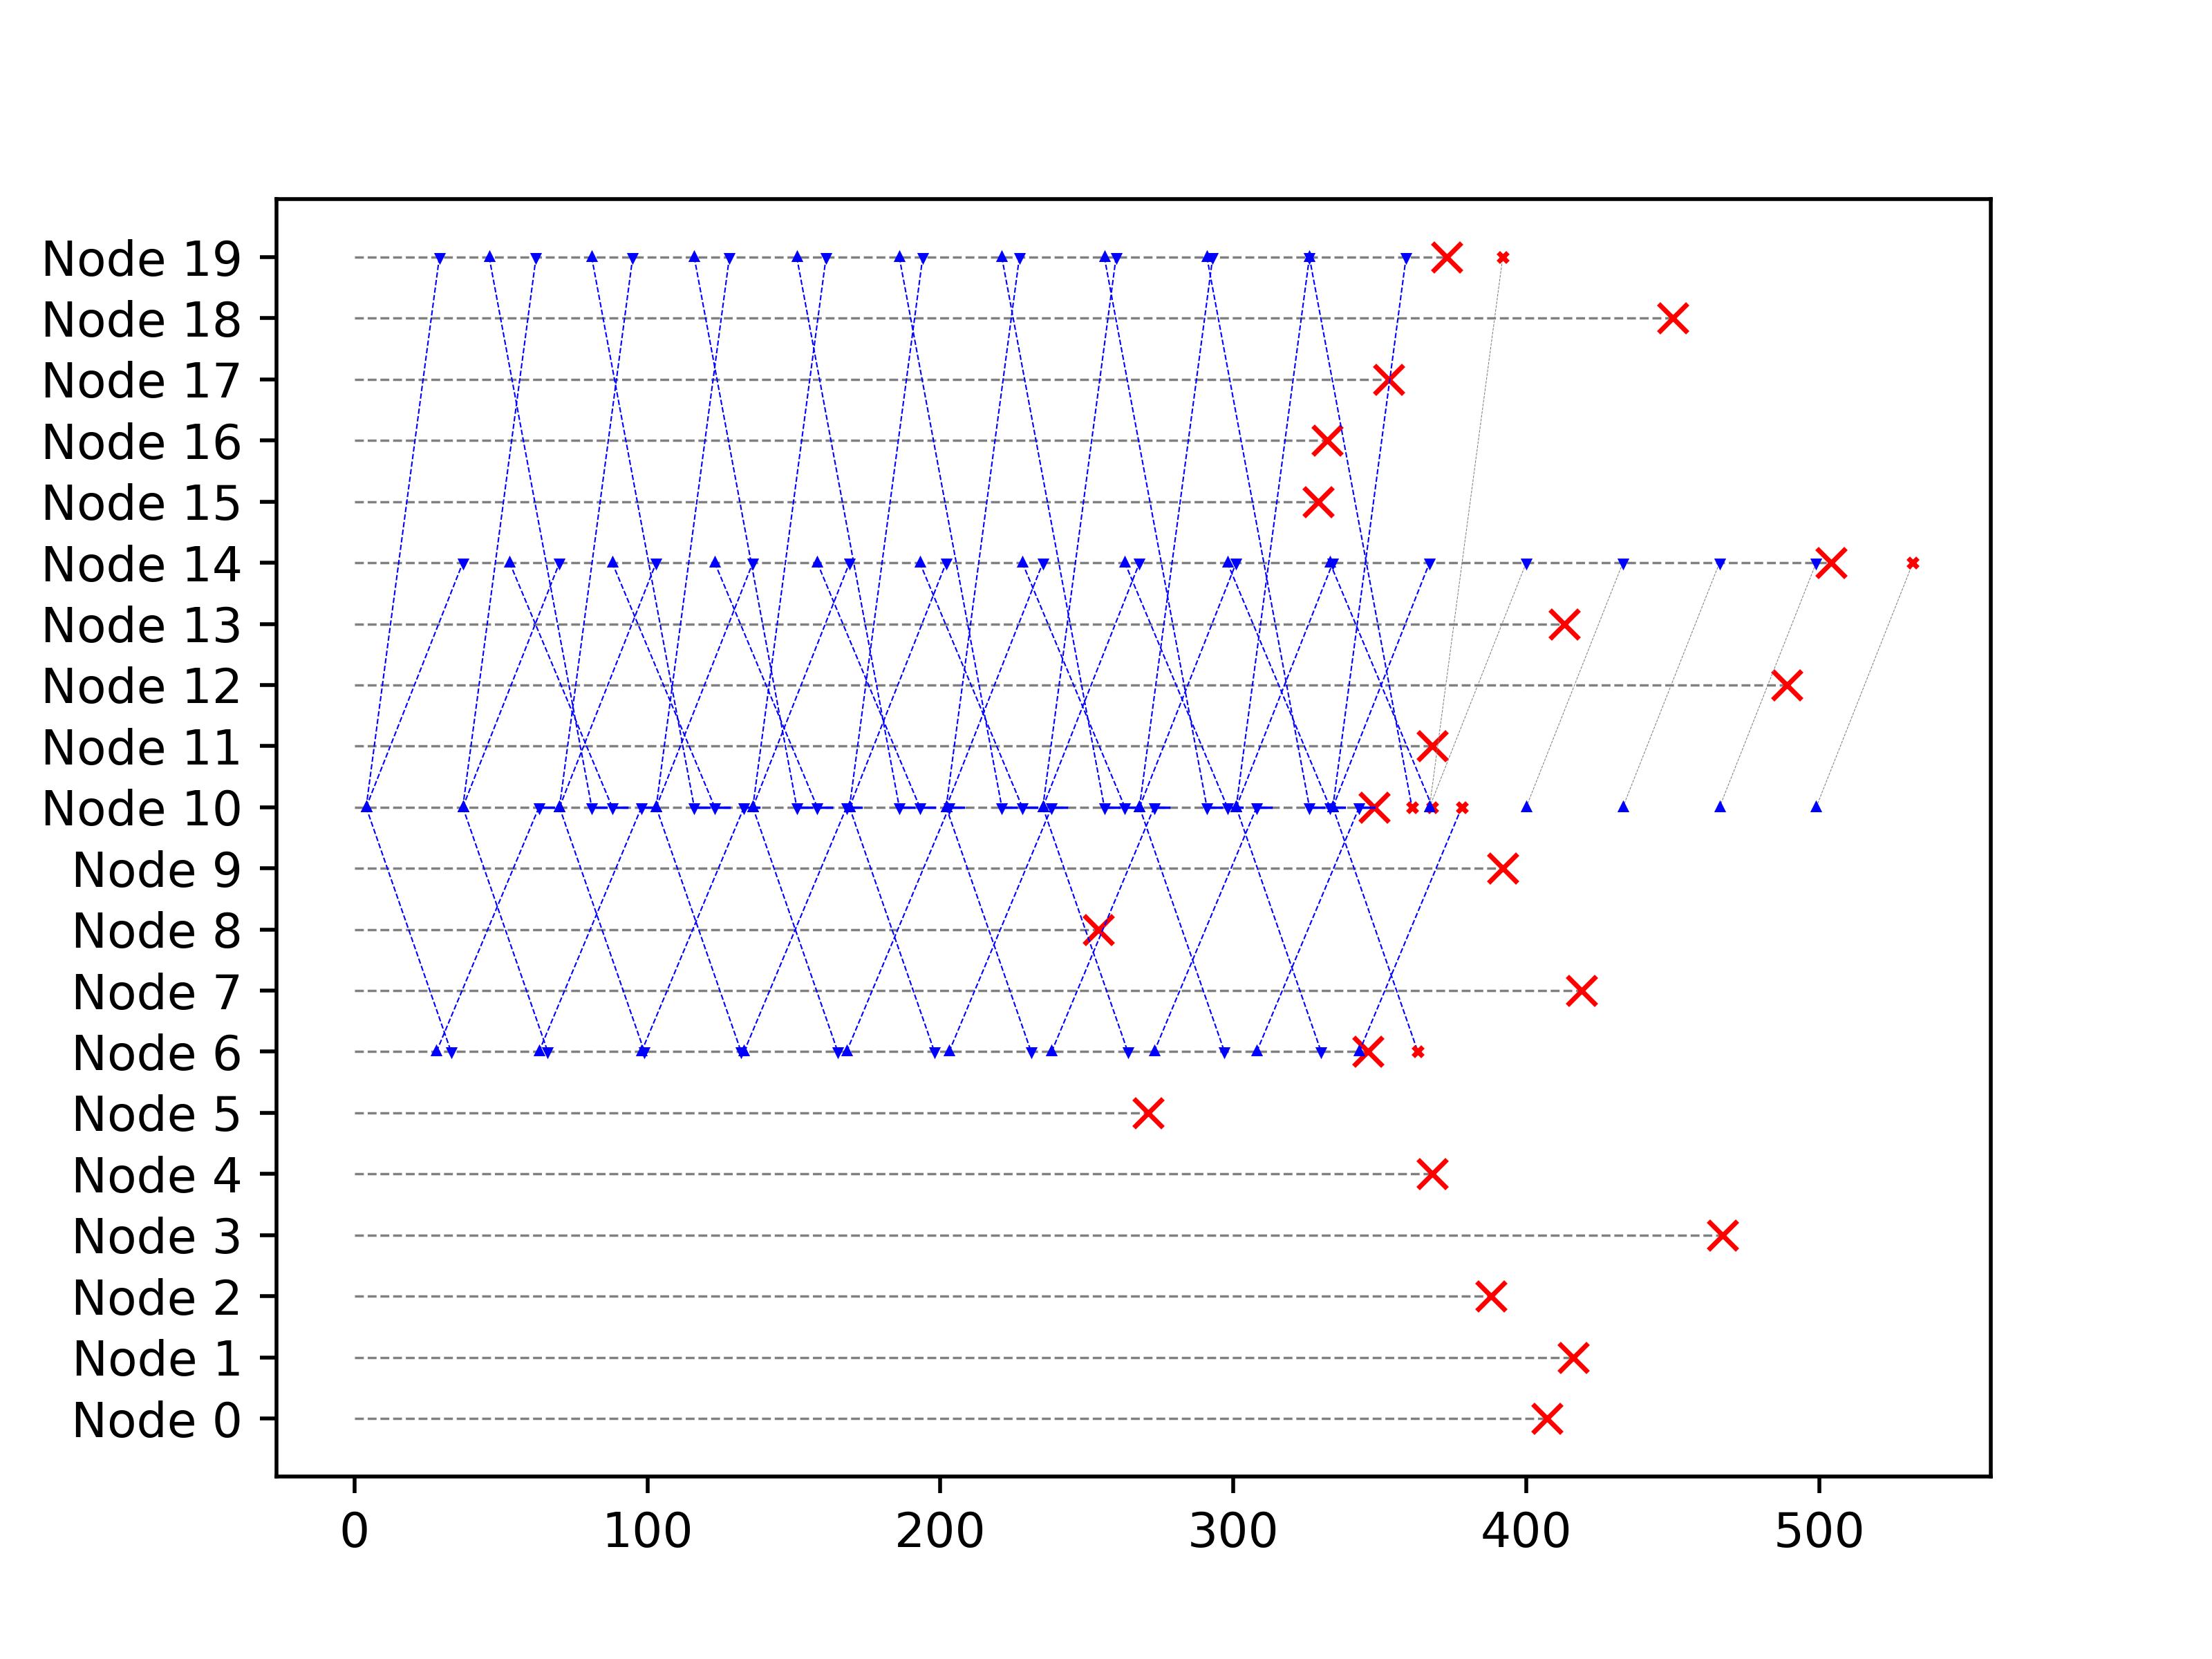 Node 19
Node 18
Node 17
Node 16
Node 15
Node 14
Node 13
Node 12
Node 11
Node 10
Node 9
Node 8
Node 7
Node 6
Node 5
Node 4
Node 3
Node 2
Node 1
Node 0
0 100 200 300 400 500